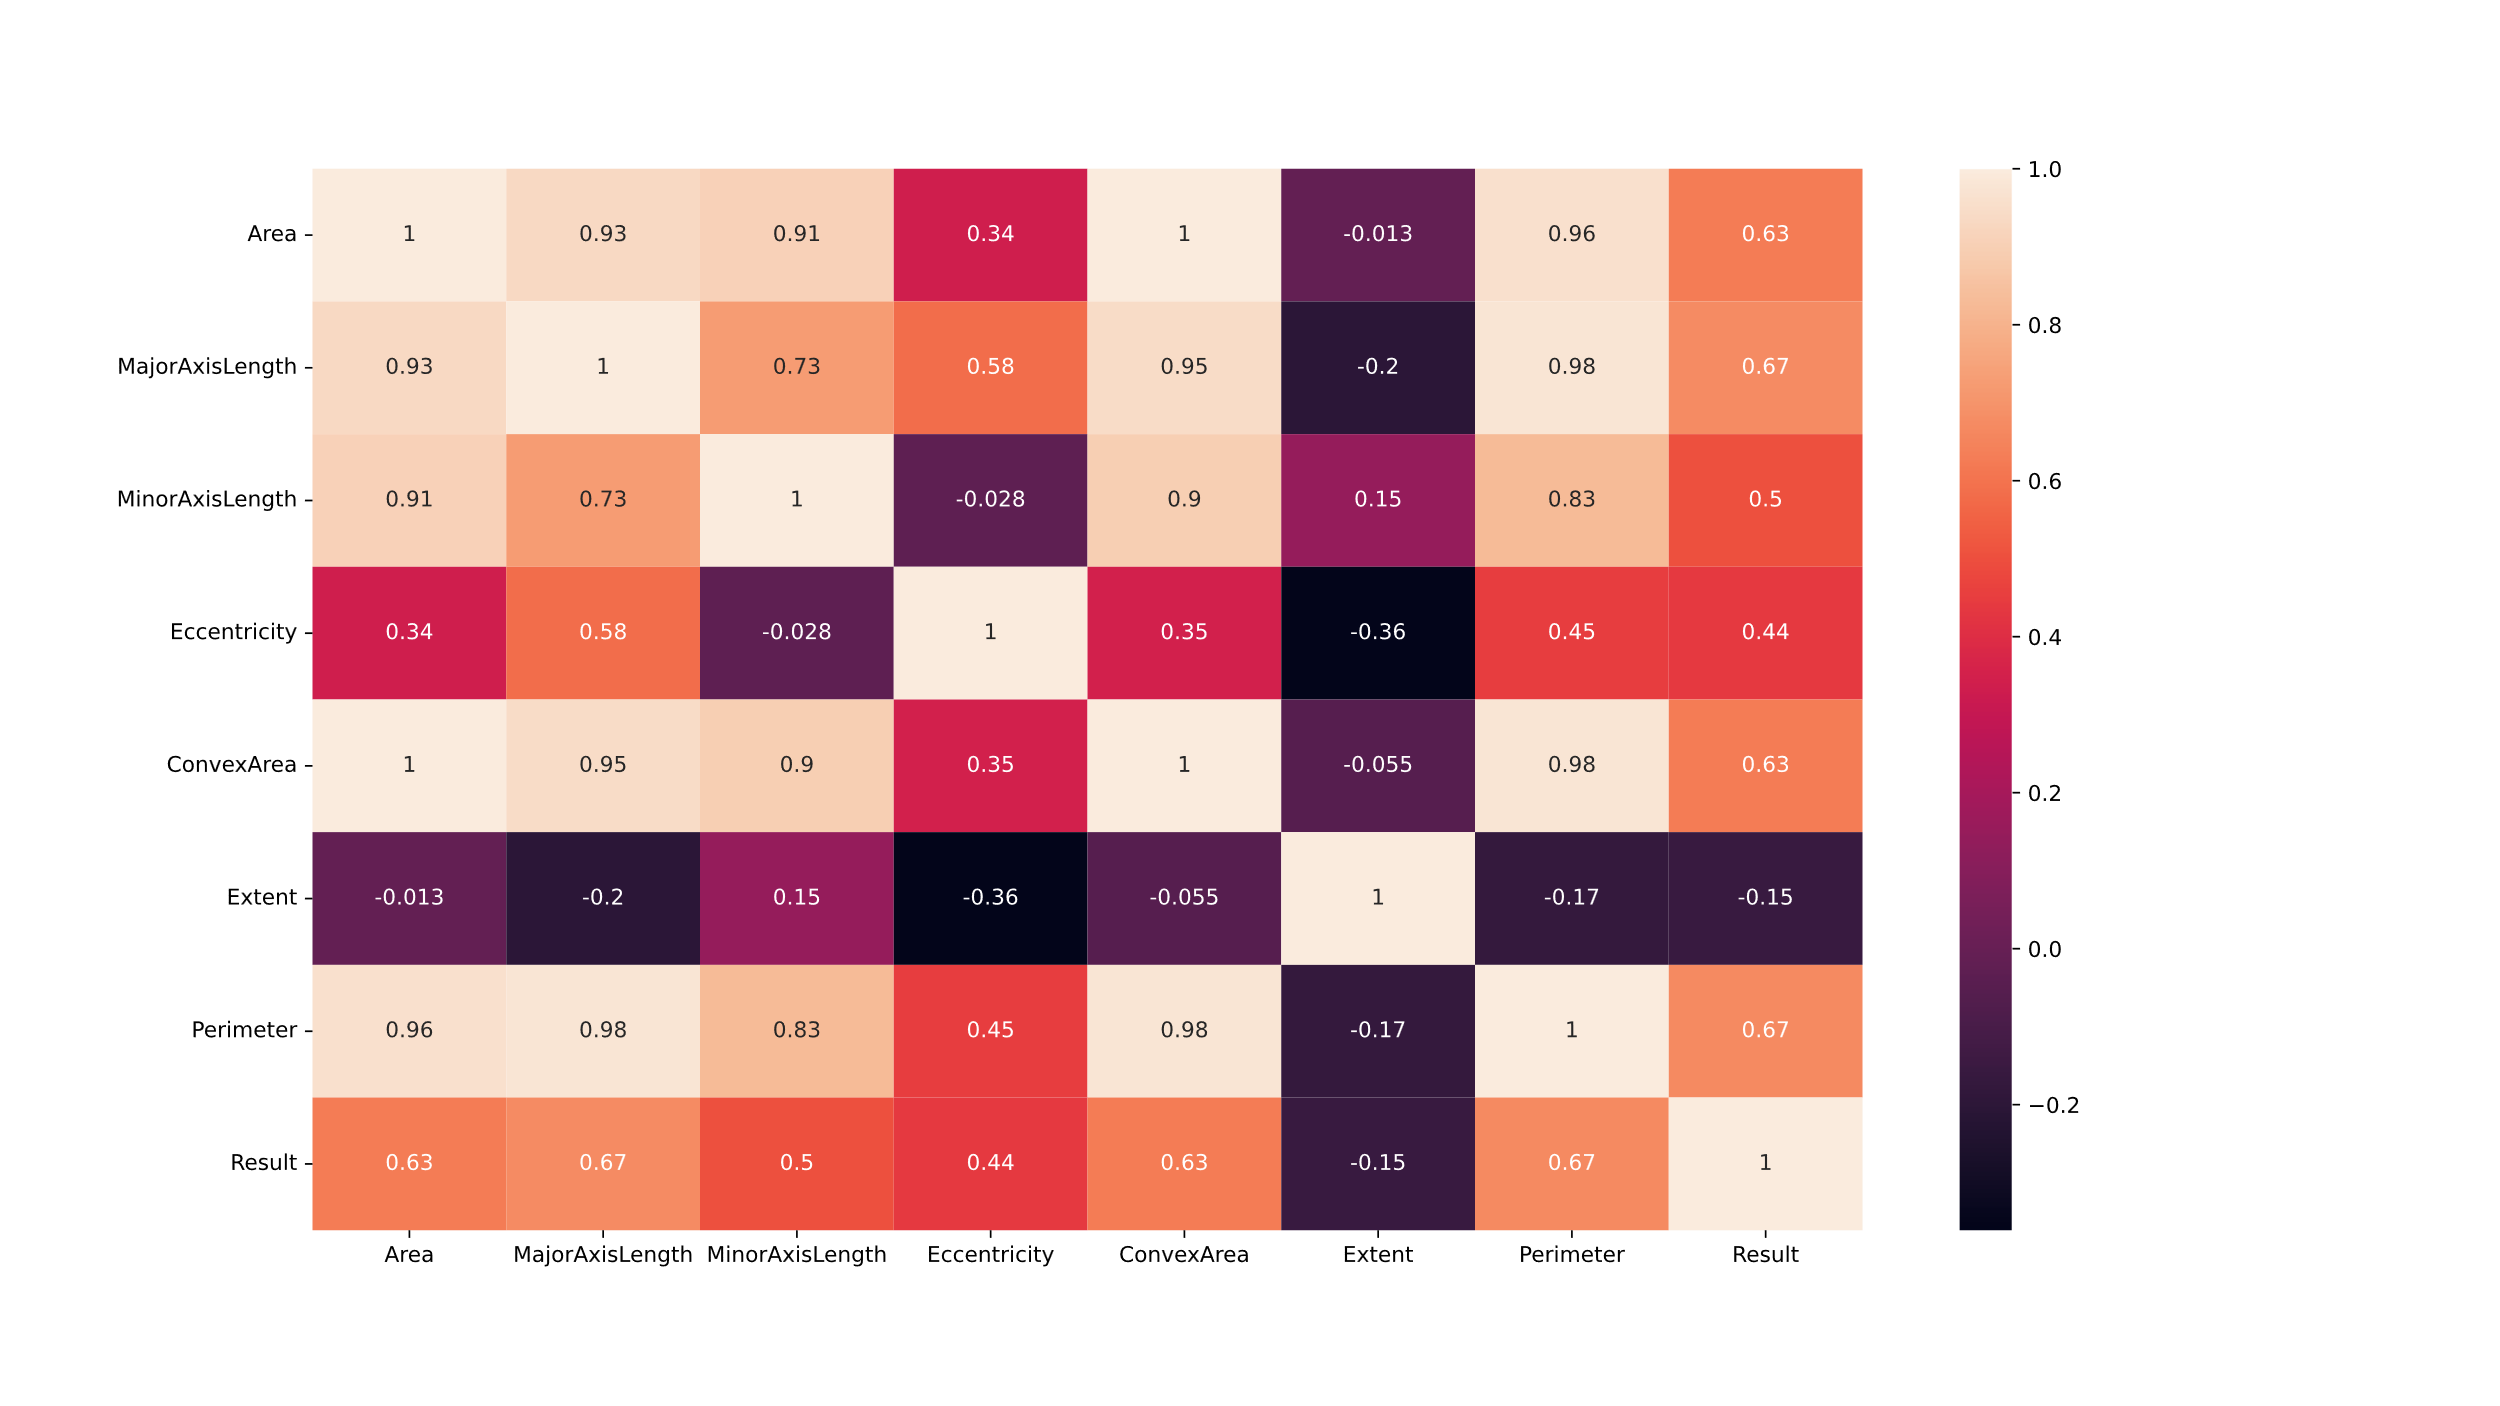 1.0
Area 1 0.93 0.91 0.34 1 -0.013 0.96 0.63
0.8
MajorAxisLength 0.93 1 0.73 0.58 0.95 -0.2 0.98 0.67
0.6
MinorAxisLength 0.91 0.73 1 -0.028 0.9 0.15 0.83 0.5
Eccentricity 0.34 0.58 -0.028 1 0.35 -0.36 0.45 0.44
0.4
ConvexArea 1 0.95 0.9 0.35 1 -0.055 0.98 0.63
0.2
Extent -0.013 -0.2 0.15 -0.36 -0.055 1 -0.17 -0.15
0.0
Perimeter 0.96 0.98 0.83 0.45 0.98 -0.17 1 0.67
−0.2
Result 0.63 0.67 0.5 0.44 0.63 -0.15 0.67 1
Area MajorAxisLength MinorAxisLength Eccentricity ConvexArea Extent Perimeter Result